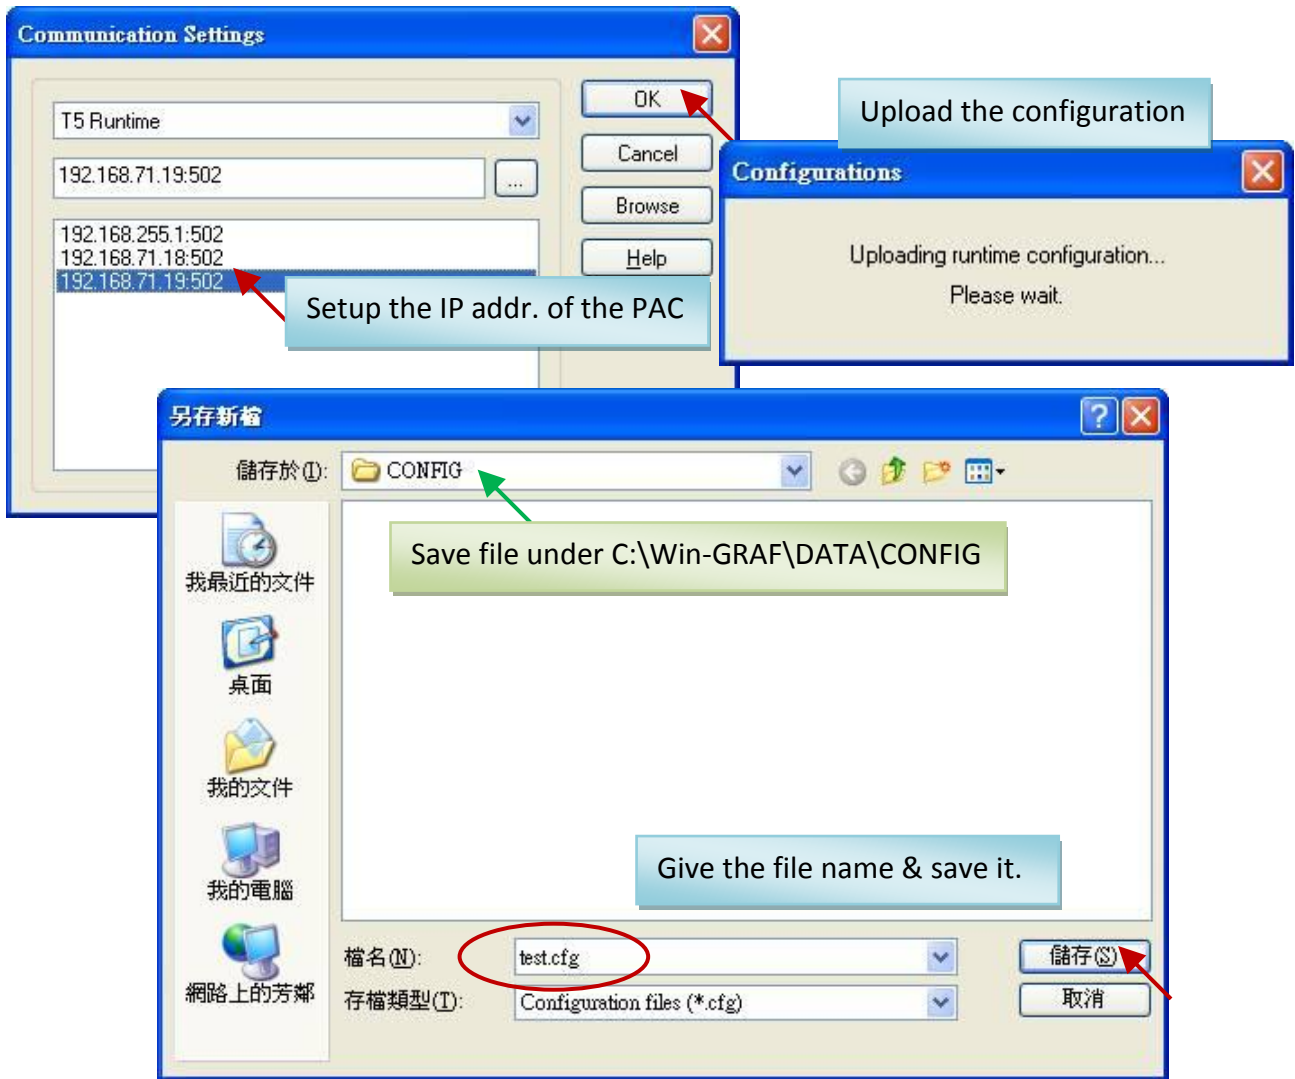 Communication Settings
T5 Runtime
192.168.71.19:502
...
192.168.255.1:502
192.168.71.18:502
192.168.71.19:502
OK
Cancel
Browse
Help
Setup the IP addr. of the PAC
Upload the configuration
Configurations
Uploading runtime configuration...
Please wait.
另存新檔
儲存於(I):
CONFIG
Save file under C:\Win-GRAF\DATA\CONFIG
我最近的文件
桌面
我的文件
我的電腦
網路上的芳鄰
Give the file name & save it.
檔名(N):
test.cfg
儲存(S)
存檔類型(T):
Configuration files (*.cfg)
取消